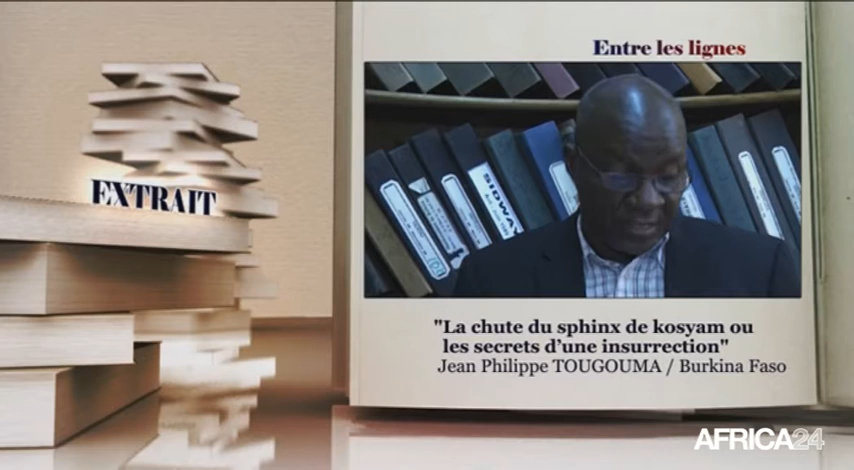 Entre les lignes
EXTRAIT
SIDWAY
"La chute du sphinx de kosyam ou
les secrets d'une insurrection"
Jean Philippe TOUGOUMA / Burkina Faso
AFRICA24